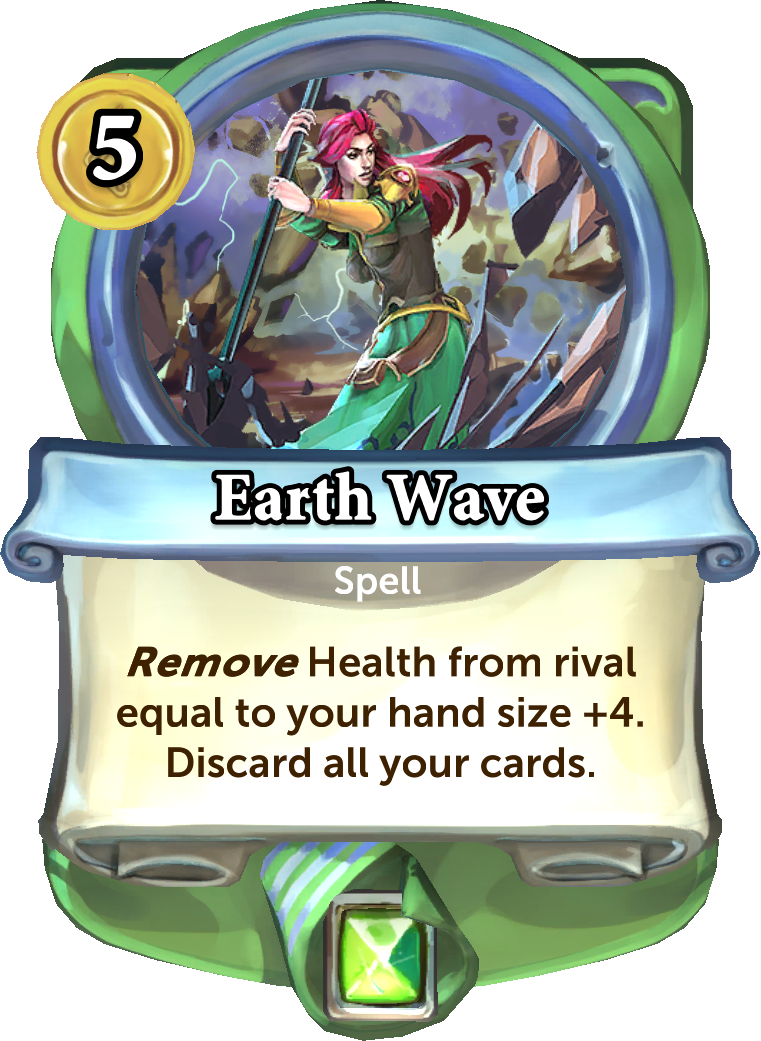 5
Earth Wave
Spell
Remove Health from rival
equal to your hand size +4.
Discard all your cards.